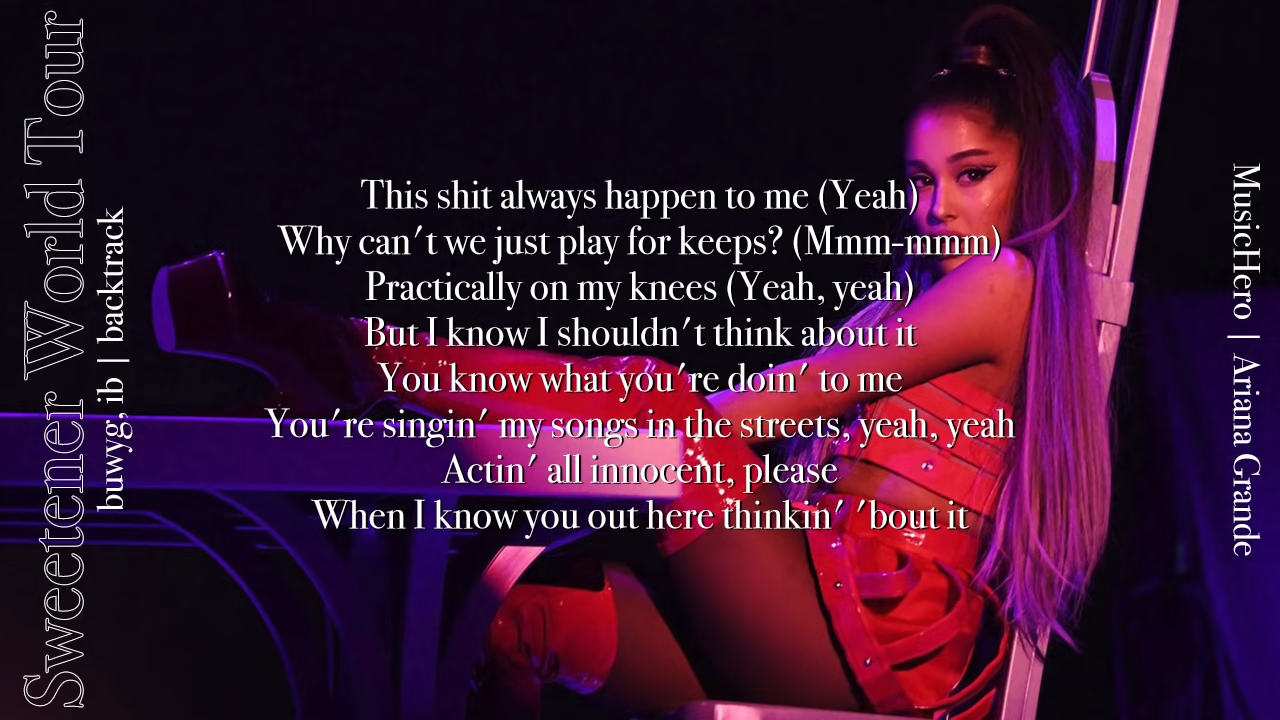 Sweetener World Tour
buwyg, ib | backtrack
This shit always happen to me (Yeah)
Why can't we just play for keeps? (Mmm-mmm)
Practically on my knees (Yeah, yeah)
But I know I shouldn't think about it
You know what you're doin' to me
You're singin' my songs in the streets, yeah, yeah
Actin' all innocent, please
When I know you out here thinkin' 'bout it
MusicHero | Ariana Grande